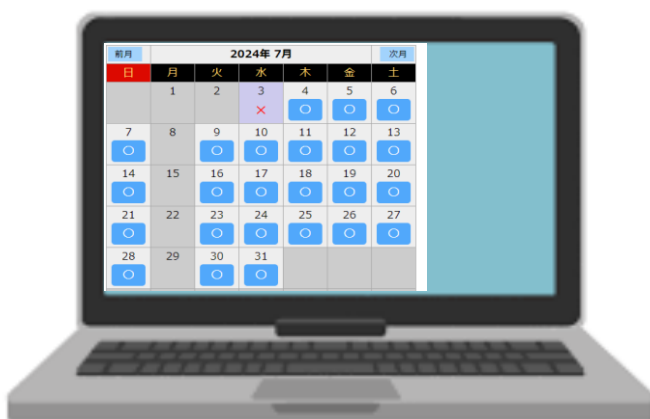 前月 2024年 7月 次月
日 月 火 水 木 金 土
1 2 3 4 5 6
× ○ ○ ○
7 8 9 10 11 12 13
○ ○ ○ ○ ○ ○
14 15 16 17 18 19 20
○ ○ ○ ○ ○ ○
21 22 23 24 25 26 27
○ ○ ○ ○ ○ ○
28 29 30 31
○ ○ ○